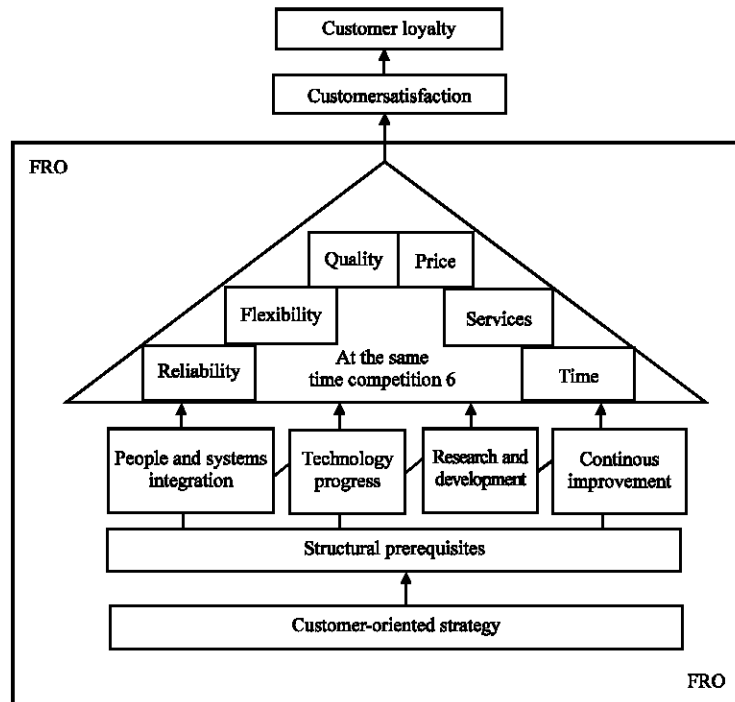 Customer loyalty
Customersatisfaction
FRO
Quality
Price
Flexibility
Services
At the same
time competition 6
Reliability
Time
People and systems
integration
Technology
progress
Research and
development
Continous
improvement
Structural prerequisites
Customer-oriented strategy
FRO